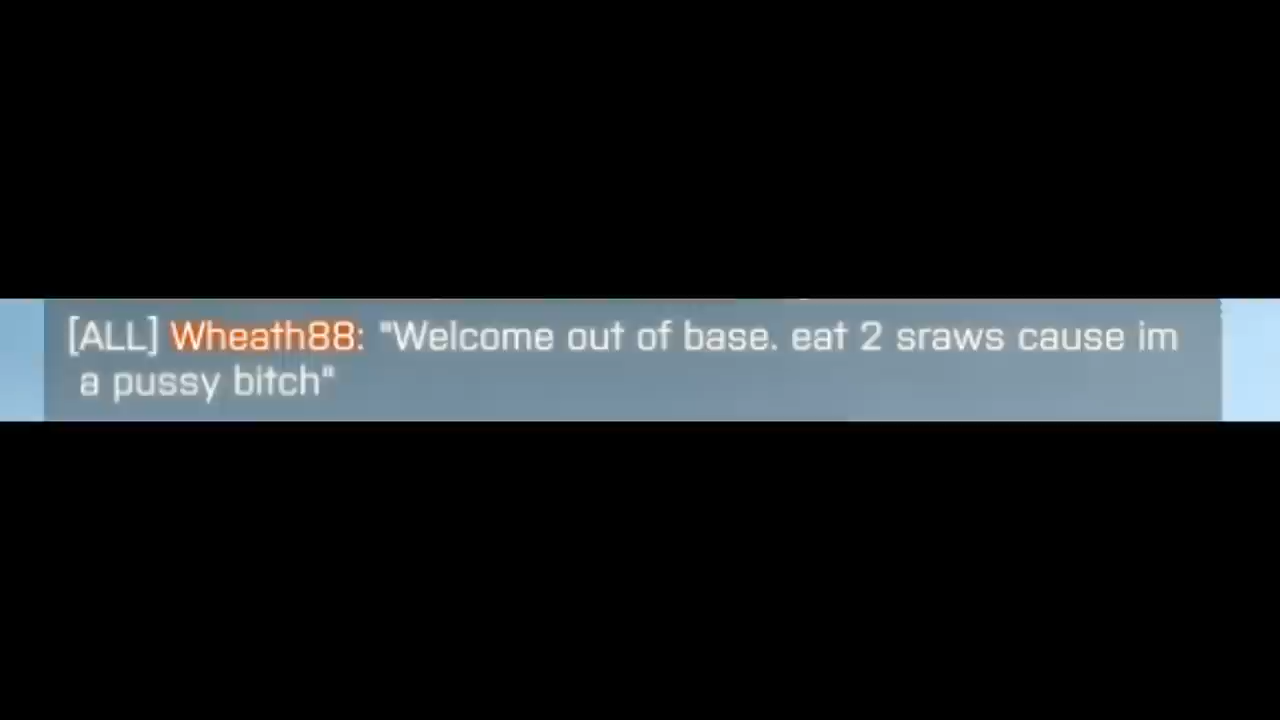 [ALL] Wheath88: "Welcome out of base. eat 2 sraws cause im
a pussy bitch"